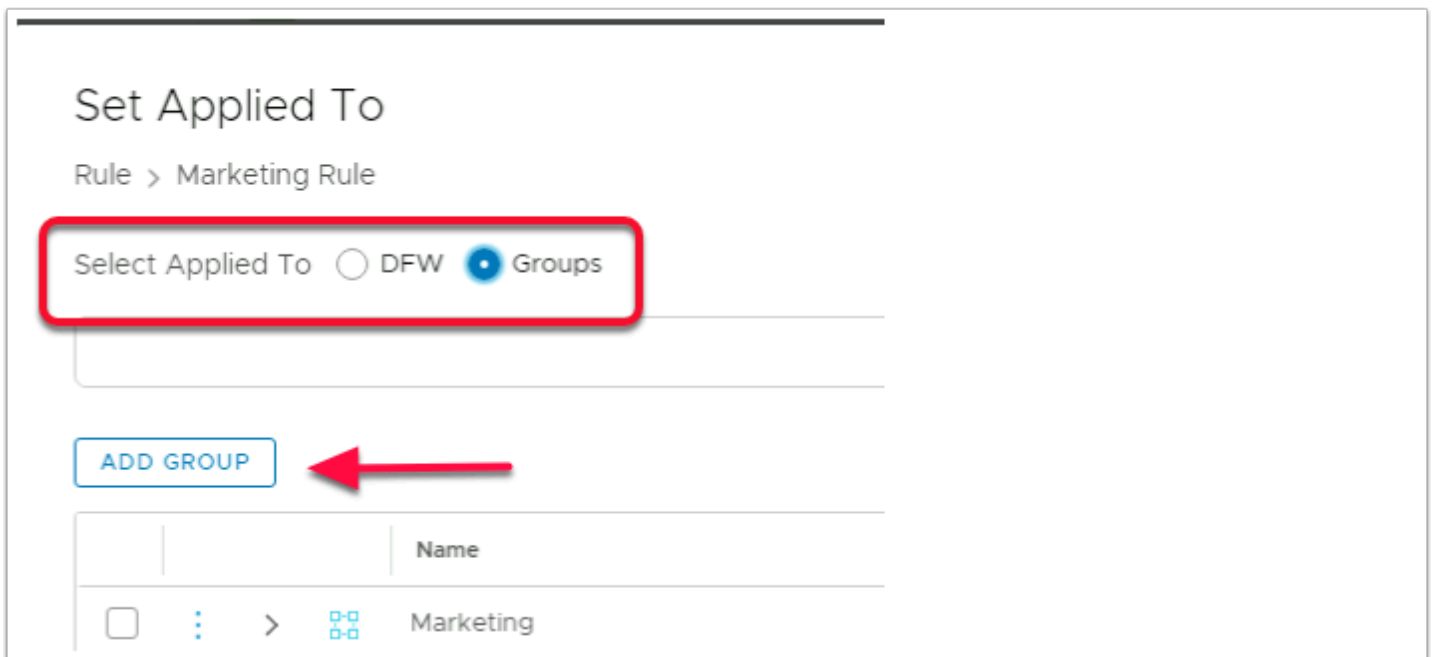 Set Applied To
Rule > Marketing Rule
Select Applied To DFW Groups
ADD GROUP
Name
Marketing